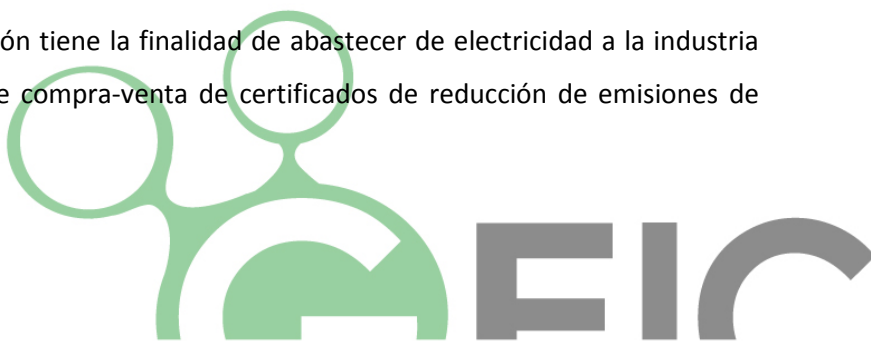 ón tiene la finalidad de abastecer de electricidad a la industria
e compra-venta de certificados de reducción de emisiones de
GEIC